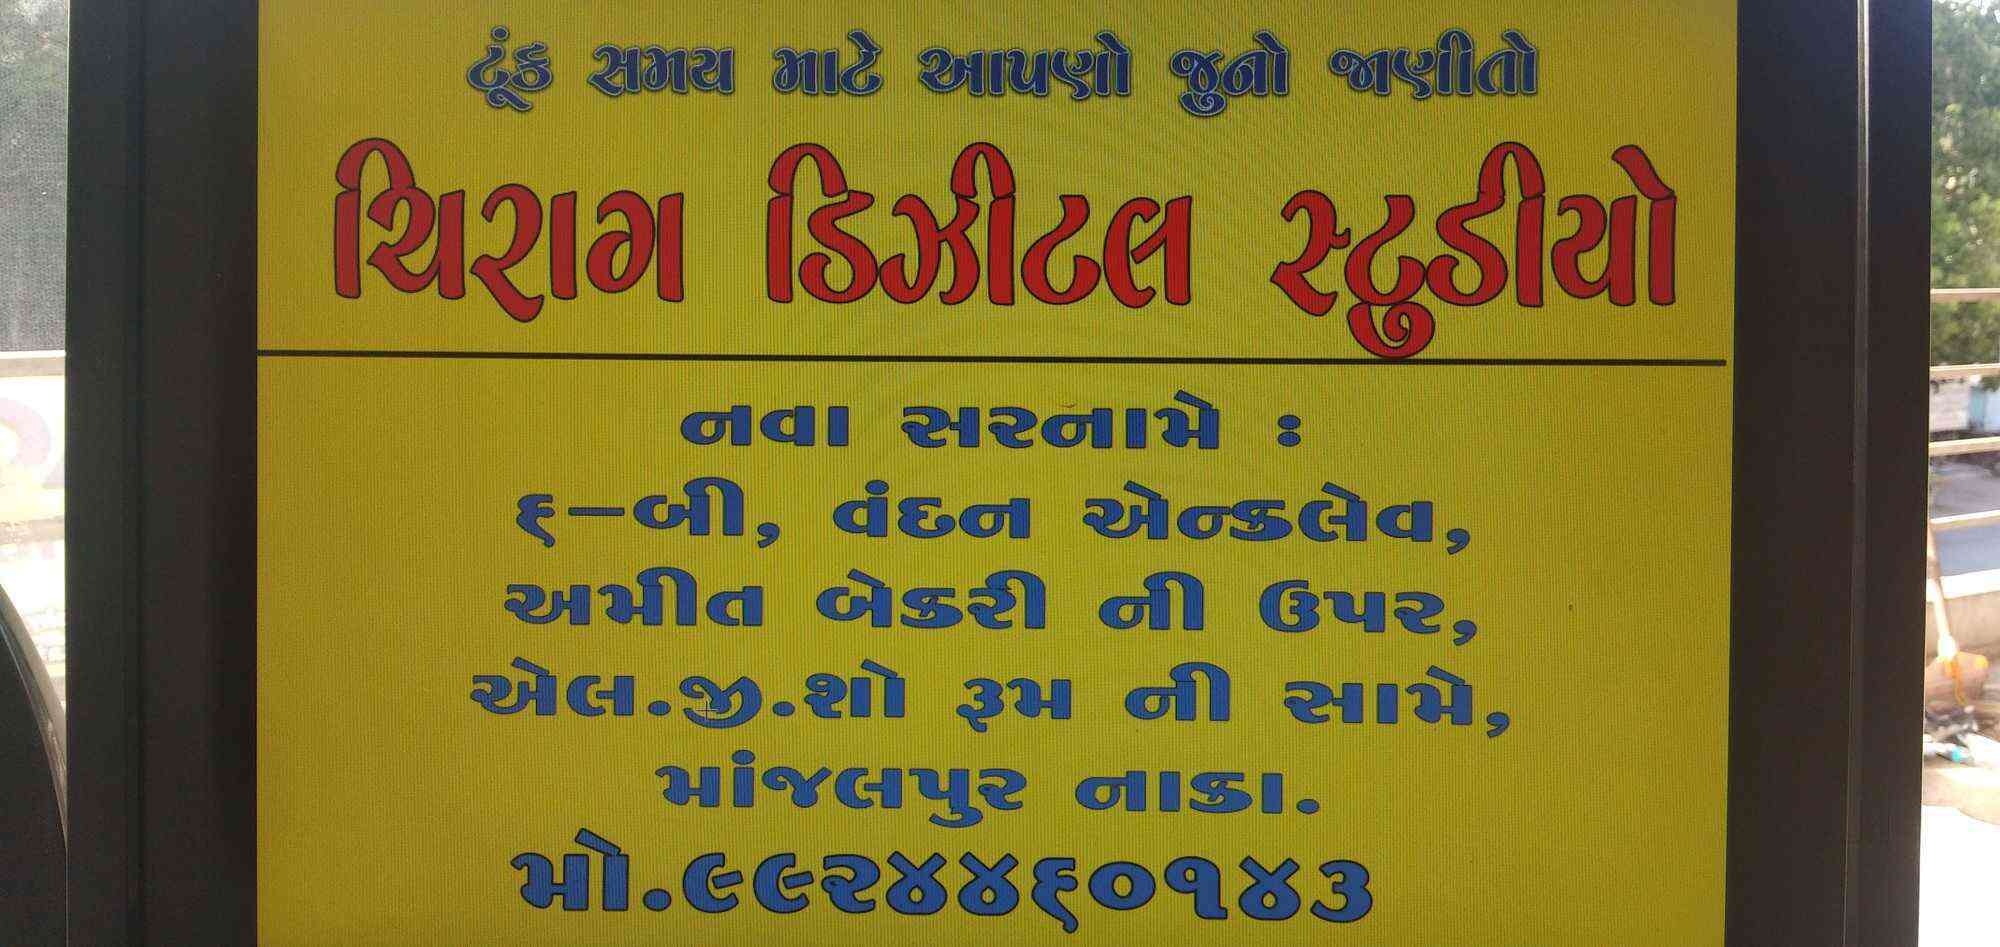 ટૂંક સમય માટે આપણો જુનો જાણીતો
ચિરાગ ડિઝીટલ સ્ટુડીયો
નવા સરનામે :
૬-બી, વંદન એન્કલેવ,
અમીત બેકરી ની ઉપર,
એલ.જી.શો રૂમ ની સામે,
માંજલપુર નાકા.
મો.૯૯૨૪૪૬૦૧૪૩